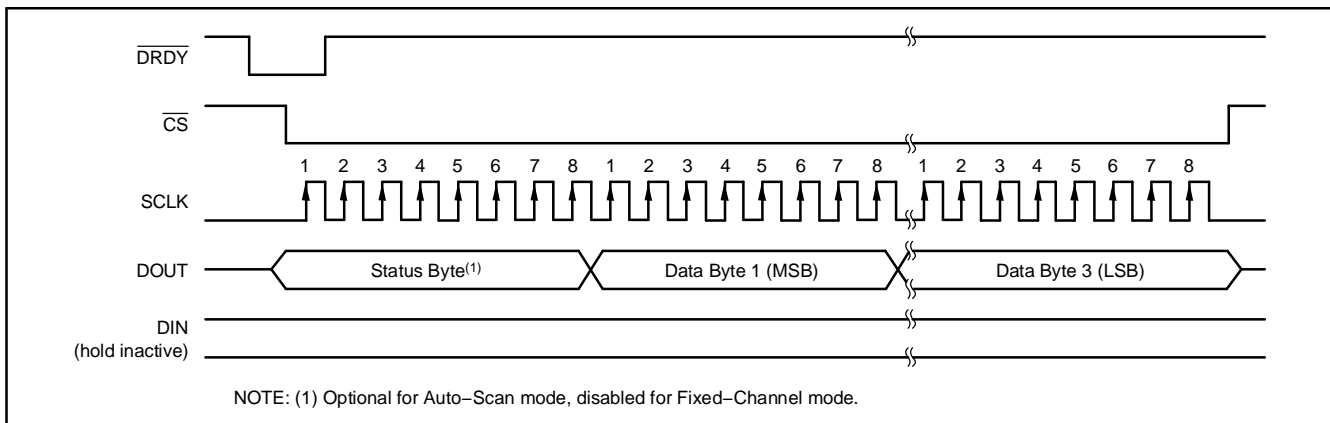 DRDY
CS
1 2 3 4 5 6 7 8 1 2 3 4 5 6 7 8 1 2 3 4 5 6 7 8
SCLK
DOUT Status Byte(1) Data Byte 1 (MSB) Data Byte 3 (LSB)
DIN
(hold inactive)
NOTE: (1) Optional for Auto−Scan mode, disabled for Fixed−Channel mode.